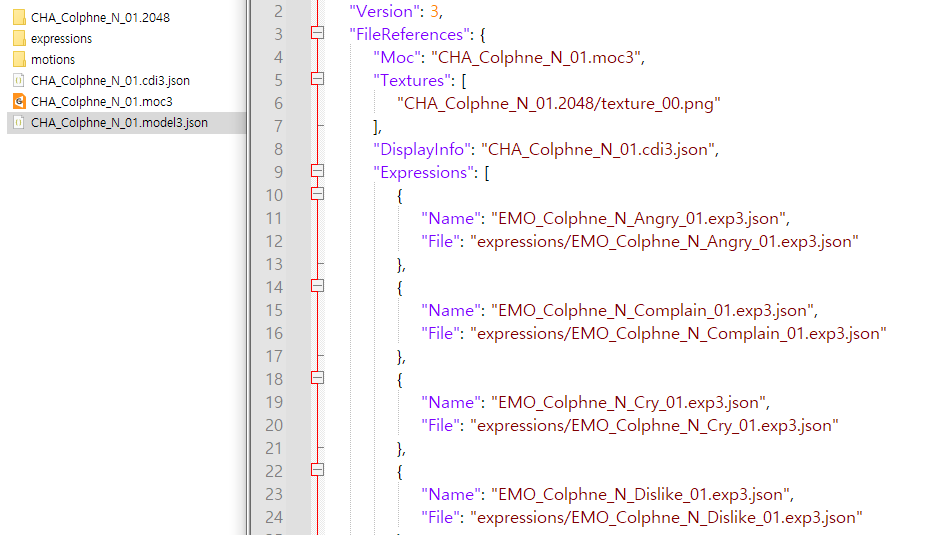 CHA_Colphne_N_01.2048
expressions
motions
CHA_Colphne_N_01.cdi3.json
CHA_Colphne_N_01.moc3
CHA_Colphne_N_01.model3.json
2 "Version": 3,
3 "FileReferences": {
4 "Moc": "CHA_Colphne_N_01.moc3",
5 "Textures": [
6 "CHA_Colphne_N_01.2048/texture_00.png"
7 ],
8 "DisplayInfo": "CHA_Colphne_N_01.cdi3.json",
9 "Expressions": [
10 {
11 "Name": "EMO_Colphne_N_Angry_01.exp3.json",
12 "File": "expressions/EMO_Colphne_N_Angry_01.exp3.json"
13 },
14 {
15 "Name": "EMO_Colphne_N_Complain_01.exp3.json",
16 "File": "expressions/EMO_Colphne_N_Complain_01.exp3.json"
17 },
18 {
19 "Name": "EMO_Colphne_N_Cry_01.exp3.json",
20 "File": "expressions/EMO_Colphne_N_Cry_01.exp3.json"
21 },
22 {
23 "Name": "EMO_Colphne_N_Dislike_01.exp3.json",
24 "File": "expressions/EMO_Colphne_N_Dislike_01.exp3.json"